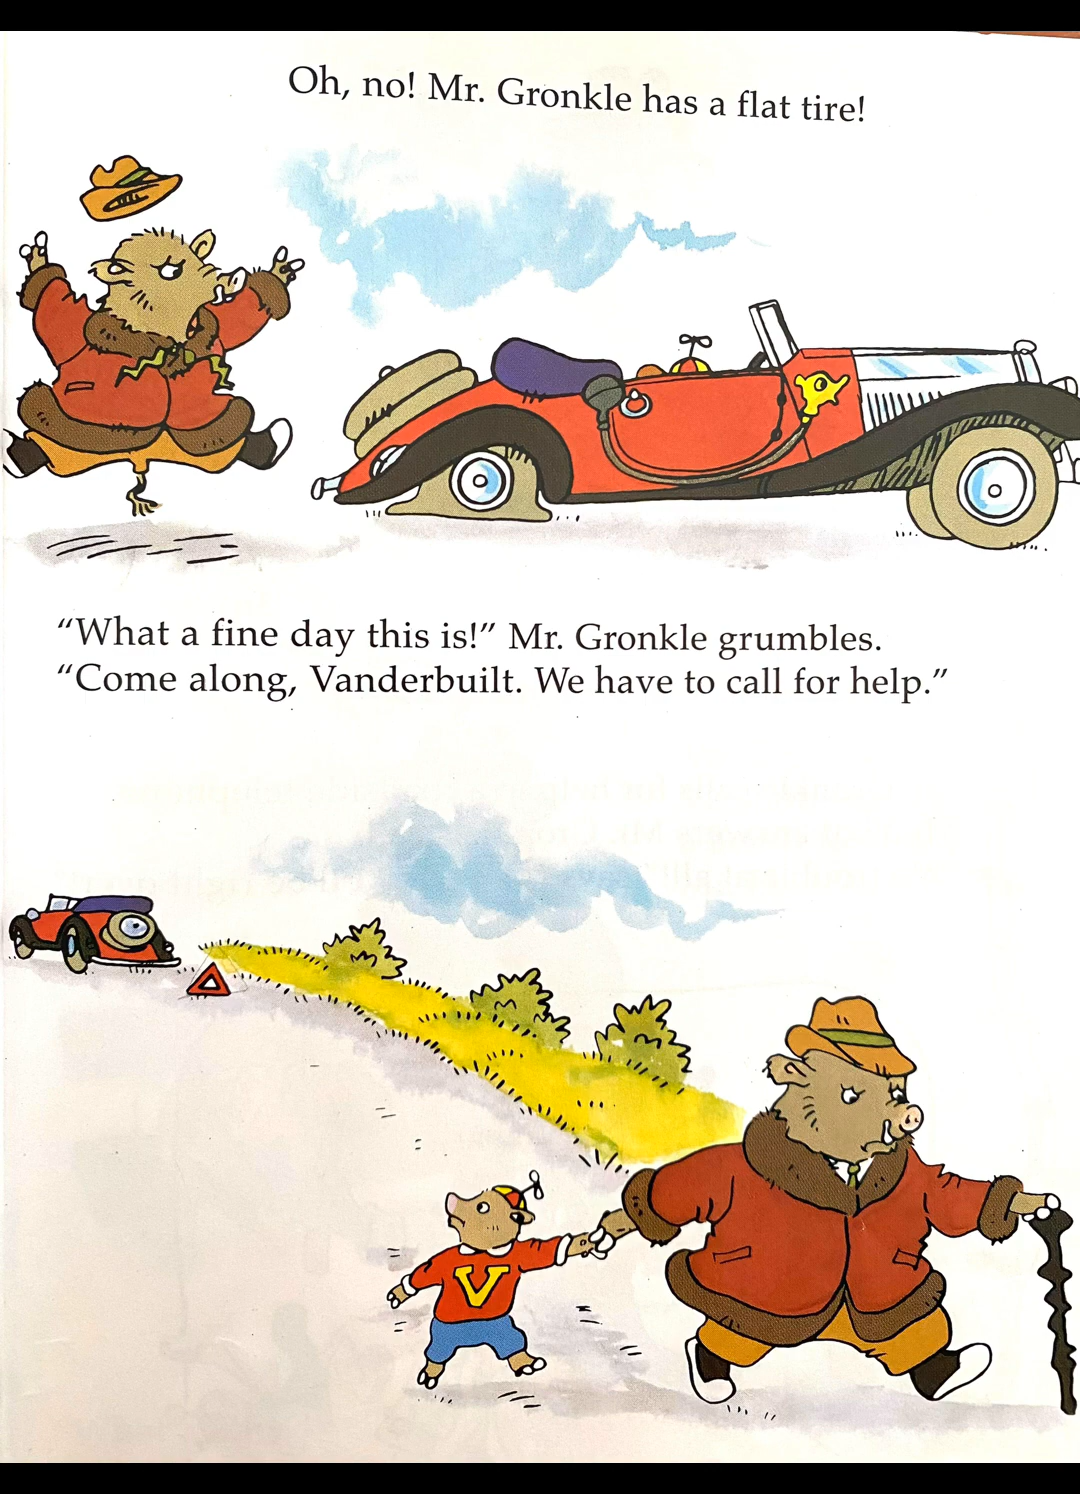 Oh, no! Mr. Gronkle has a flat tire!
“What a fine day this is!” Mr. Gronkle grumbles.
“Come along, Vanderbuilt. We have to call for help.”
V